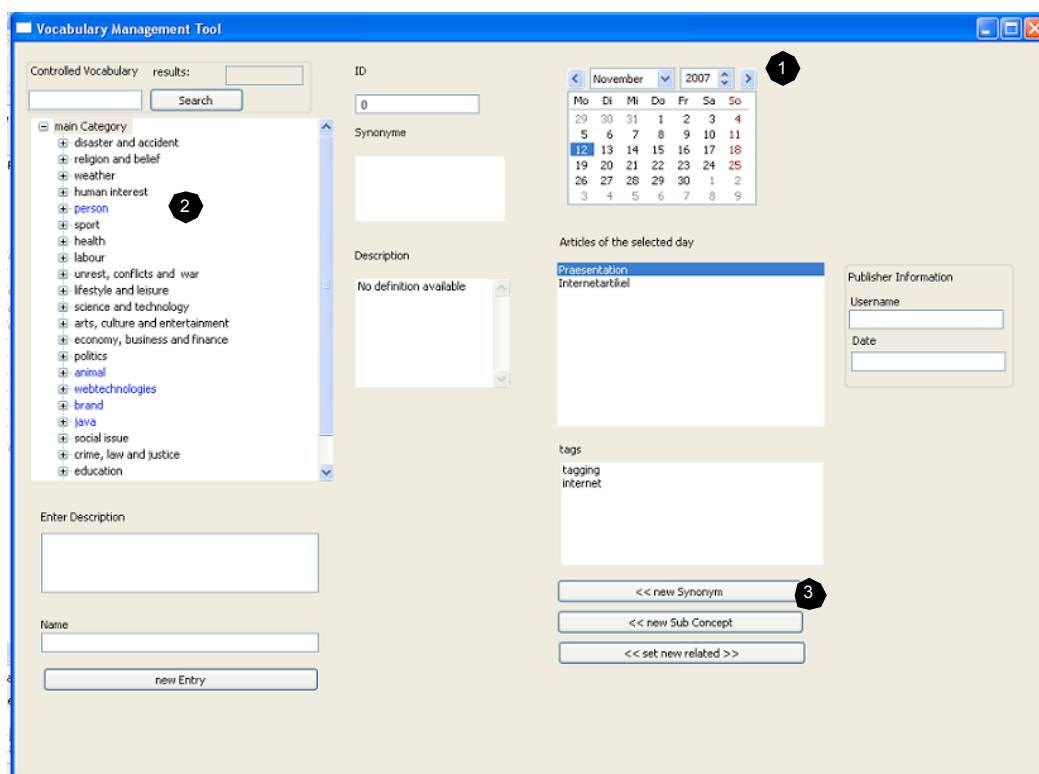 Vocabulary Management Tool
Controlled Vocabulary results:
Search
main Category
disaster and accident
religion and belief
weather
human interest
person
sport
health
labour
unrest, conflicts and war
lifestyle and leisure
science and technology
arts, culture and entertainment
economy, business and finance
politics
animal
webtechnologies
brand
java
social issue
crime, law and justice
education
2
Enter Description
Name
new Entry
ID
0
Synonyme
Description
No definition available
November 2007
1
Mo Di Mi Do Fr Sa So
29 30 31 1 2 3 4
5 6 7 8 9 10 11
12 13 14 15 16 17 18
19 20 21 22 23 24 25
26 27 28 29 30 1 2
3 4 5 6 7 8 9
Articles of the selected day
Praesentation
Internetartikel
Publisher Information
Username
Date
tags
tagging
internet
<< new Synonym
3
<< new Sub Concept
<< set new related >>